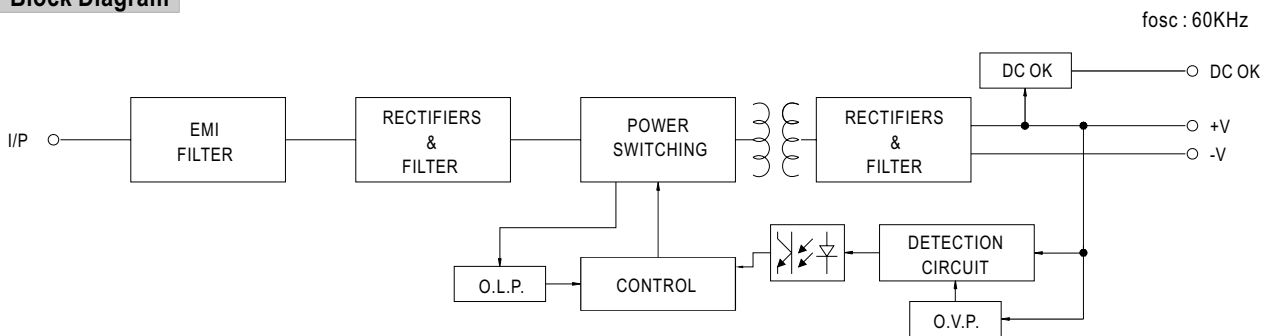 Block Diagram
fosc : 60KHz
DC OK
DC OK
I/P
EMI
FILTER
RECTIFIERS
&
FILTER
POWER
SWITCHING
RECTIFIERS
&
FILTER
+V
-V
O.L.P.
CONTROL
DETECTION
CIRCUIT
O.V.P.